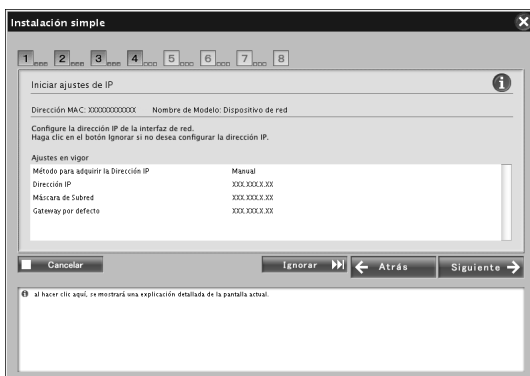 Instalación simple
1 2 3 4 5 6 7 8
Iniciar ajustes de IP
Dirección MAC: XXXXXXXXXXXX Nombre de Modelo: Dispositivo de red
Configure la dirección IP de la interfaz de red.
Haga clic en el botón Ignorar si no desea configurar la dirección IP.
Ajustes en vigor
Método para adquirir la Dirección IP Manual
Dirección IP XXX.XXX.X.XX
Máscara de Subred XXX.XXX.X.XX
Gateway por defecto XXX.XXX.X.XX
Cancelar Ignorar Atrás Siguiente
al hacer clic aquí, se mostrará una explicación detallada de la pantalla actual.